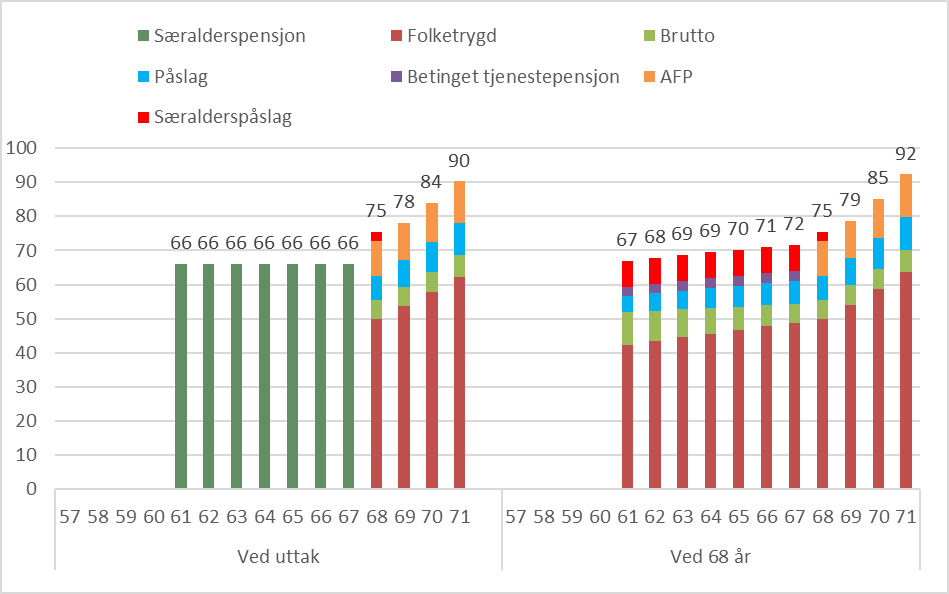 Særalderspensjon Folketrygd Brutto
Påslag Betinget tjenestepensjon AFP
Særalderspåslag
100
90
80
70
60
50
40
30
20
10
0
66 66 66 66 66 66 66 75 78 84 90
67 68 69 69 70 71 72 75 79 85 92
57 58 59 60 61 62 63 64 65 66 67 68 69 70 71 57 58 59 60 61 62 63 64 65 66 67 68 69 70 71
Ved uttak Ved 68 år